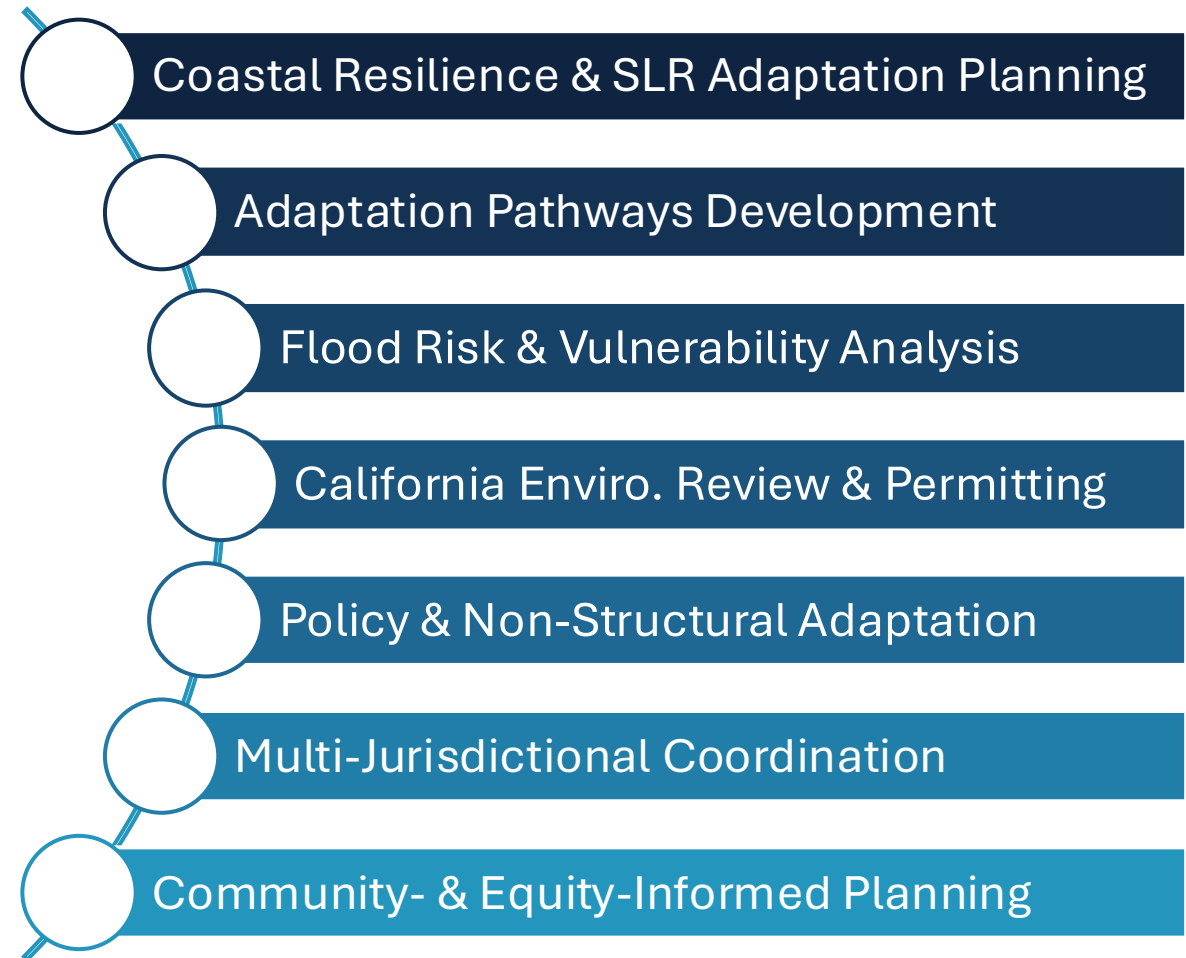 Coastal Resilience & SLR Adaptation Planning
Adaptation Pathways Development
Flood Risk & Vulnerability Analysis
California Enviro. Review & Permitting
Policy & Non-Structural Adaptation
Multi-Jurisdictional Coordination
Community- & Equity-Informed Planning